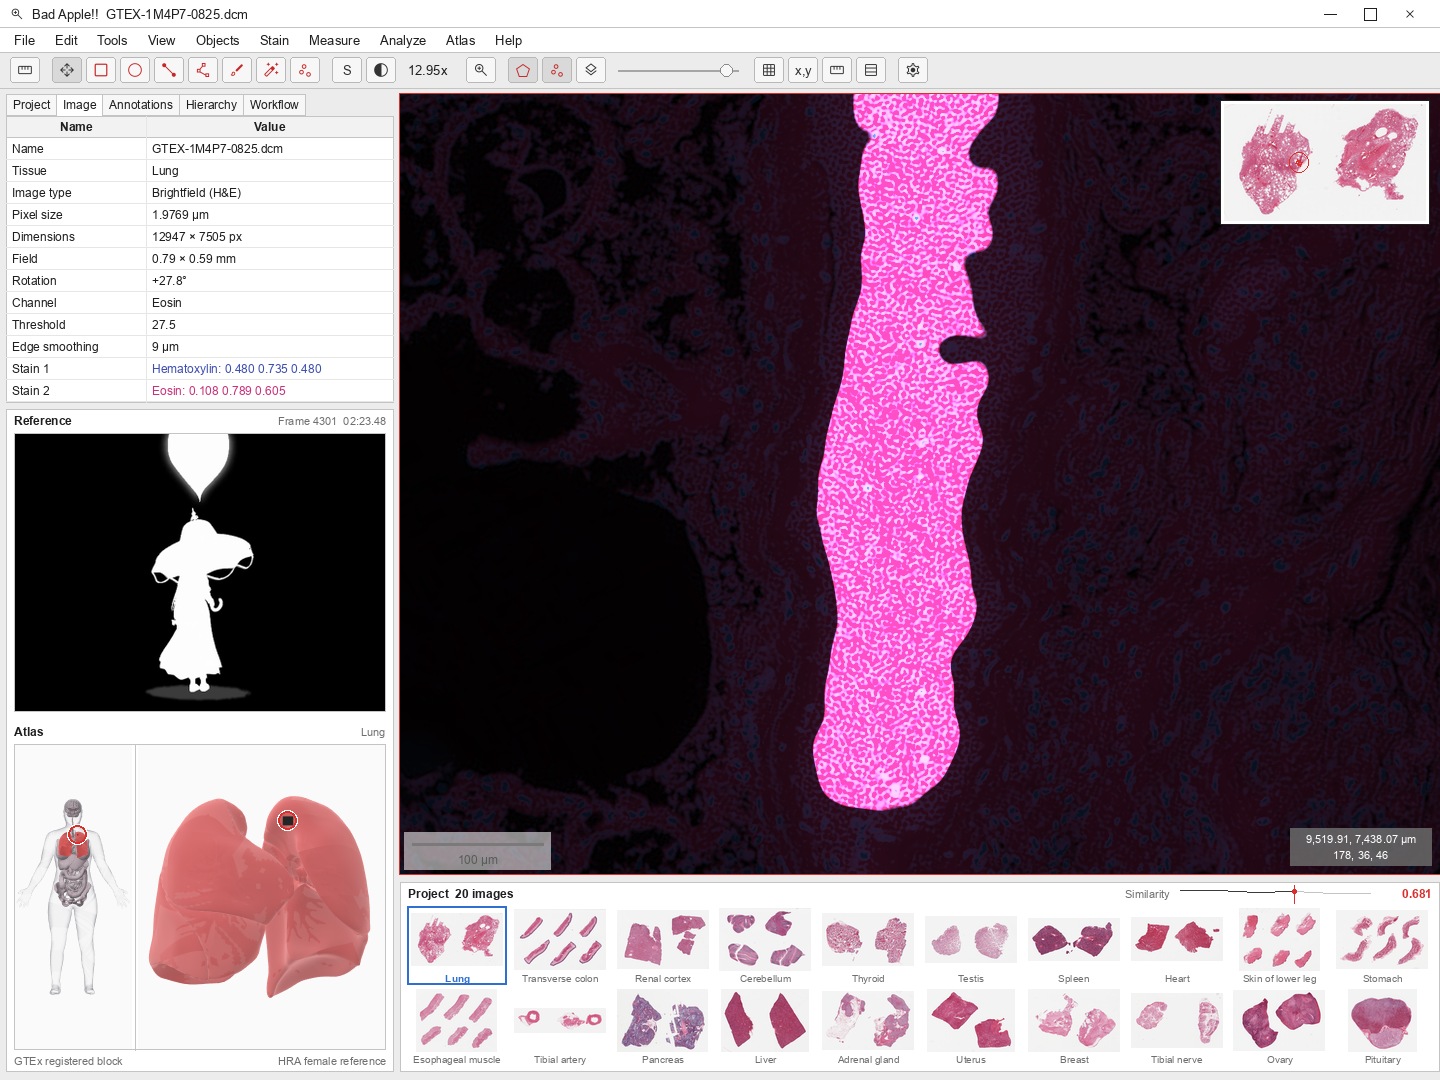 Bad Apple!! GTEX-1M4P7-0825.dcm
File Edit Tools View Objects Stain Measure Analyze Atlas Help
S 12.95x x,y
Project Image Annotations Hierarchy Workflow
Name Value
Name GTEX-1M4P7-0825.dcm
Tissue Lung
Image type Brightfield (H&E)
Pixel size 1.9769 µm
Dimensions 12947 × 7505 px
Field 0.79 × 0.59 mm
Rotation +27.8°
Channel Eosin
Threshold 27.5
Edge smoothing 9 µm
Stain 1 Hematoxylin: 0.480 0.735 0.480
Stain 2 Eosin: 0.108 0.789 0.605
Reference Frame 4301 02:23.48
Atlas Lung
GTEx registered block HRA female reference
100 µm
9,519.91, 7,438.07 µm
178, 36, 46
Project 20 images Similarity 0.681
Lung Transverse colon Renal cortex Cerebellum Thyroid Testis Spleen Heart Skin of lower leg Stomach
Esophageal muscle Tibial artery Pancreas Liver Adrenal gland Uterus Breast Tibial nerve Ovary Pituitary